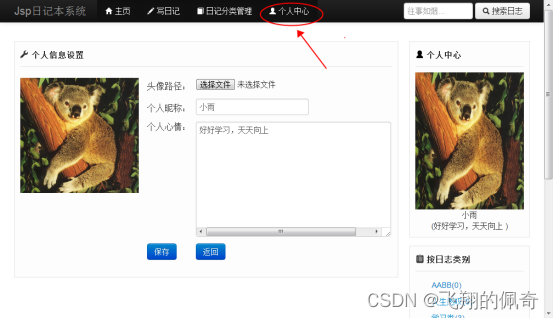 Jsp日记本系统 主页 写日记 日记分类管理 个人中心 往事如烟... 搜索日志
个人信息设置
头像路径： 选择文件 未选择文件
个人昵称： 小雨
个人心情： 好好学习，天天向上
保存 返回
个人中心
小雨
(好好学习，天天向上 )
按日志类别
AABB(0)
CSDN @飞翔的佩奇